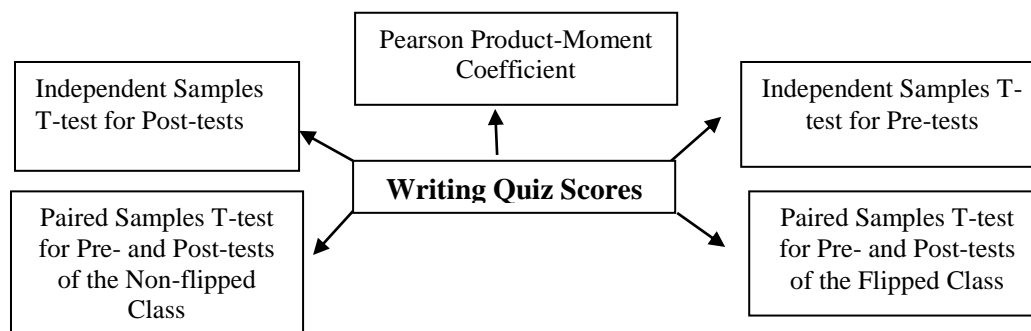 Pearson Product-Moment
Coefficient
Independent Samples
T-test for Post-tests
Independent Samples T-
test for Pre-tests
Writing Quiz Scores
Paired Samples T-test
for Pre- and Post-tests
of the Non-flipped
Class
Paired Samples T-test
for Pre- and Post-tests
of the Flipped Class